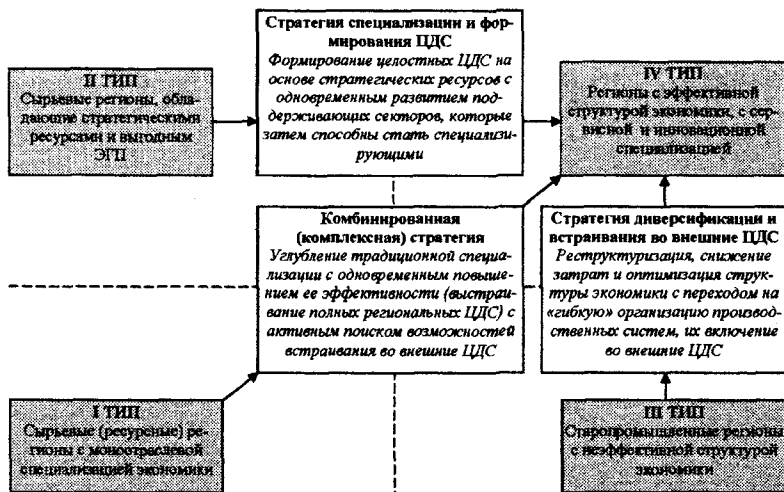 Стратегия специализации и фор-
мирования ЦДС
Формирование целостных ЦДС на
основе стратегических ресурсов с
одновременным развитием под-
держивающих секторов, которые
затем способны стать специализи-
рующими
II ТИП
Сырьевые регионы, обла-
дающие стратегическими
ресурсами и выгодным
ЭГП
IV ТИП
Регионы с эффективной
структурой экономики, с сер-
висной и инновационной
специализацией
Комбинированная
(комплексная) стратегия
Углубление традиционной специа-
лизации с одновременным повыше-
нием ее эффективности (выстраи-
вание полных региональных ЦДС) с
активным поиском возможностей
встраивания во внешние ЦДС
Стратегия диверсификации и
встраивания во внешние ЦДС
Реструктуризация, снижение
затрат и оптимизация струк-
туры экономики с переходом на
«гибкую» организацию производ-
ственных систем, их включение
во внешние ЦДС
I ТИП
Сырьевые (ресурсные) ре-
гионы с моноотраслевой
специализацией экономики
III ТИП
Старопромышленные регионы
с неэффективной структурой
экономики